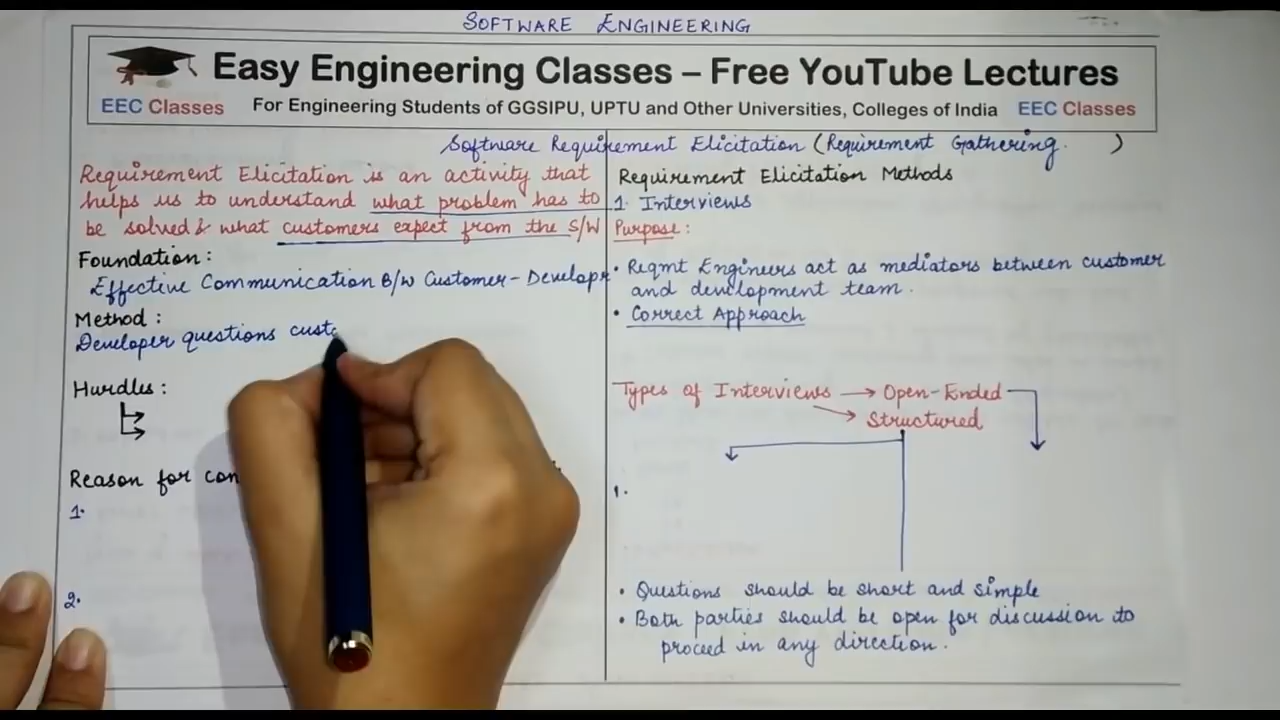 SOFTWARE ENGINEERING
Easy Engineering Classes – Free YouTube Lectures
EEC Classes For Engineering Students of GGSIPU, UPTU and Other Universities, Colleges of India EEC Classes
Software Requirement Elicitation (Requirement Gathering. )
Requirement Elicitation is an activity that
helps us to understand what problem has to
be solved & what customers expect from the S/W
Foundation:
Effective Communication B/W Customer - Developr
Method:
Developer questions cust
Hurdles:
Reason for con
1.
2.
Requirement Elicitation Methods
1. Interviews
Purpose:
• Reqmt Engineers act as mediators between customer
and development team.
• Correct Approach
Types of Interviews → Open-Ended
→ Structured
1.
• Questions should be short and simple
• Both parties should be open for discussion to
proceed in any direction.